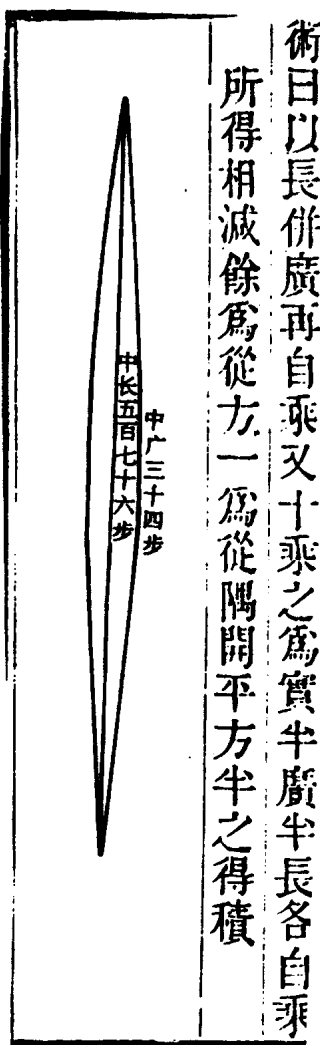 術曰以長併廣再自乘又十乘之爲實半廣半長各自乘
所得相減餘爲從方一爲從隅開平方半之得積
中广三十四步
中长五百七十六步